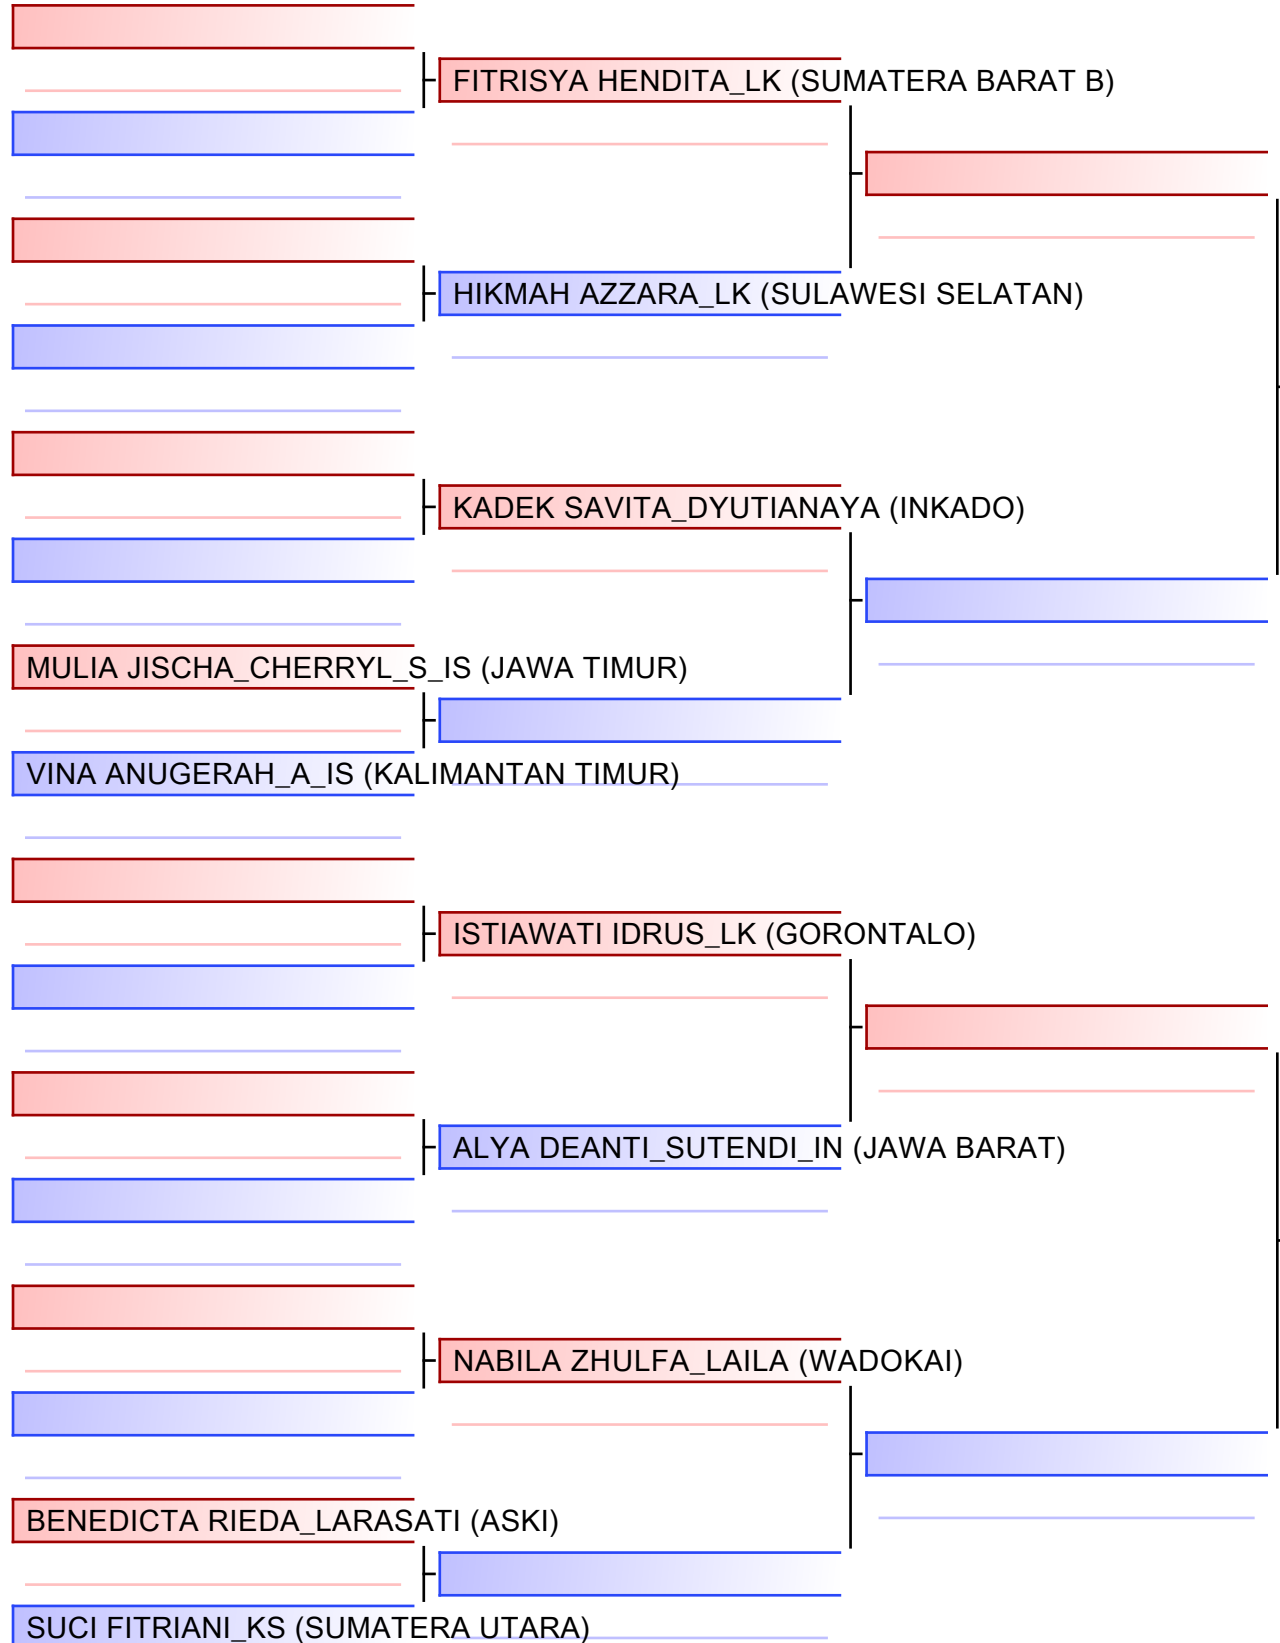 FITRISYA HENDITA_LK (SUMATERA BARAT B)
HIKMAH AZZARA_LK (SULAWESI SELATAN)
KADEK SAVITA_DYUTIANAYA (INKADO)
MULIA JISCHA_CHERRYL_S_IS (JAWA TIMUR)
VINA ANUGERAH_A_IS (KALIMANTAN TIMUR)
ISTIAWATI IDRUS_LK (GORONTALO)
ALYA DEANTI_SUTENDI_IN (JAWA BARAT)
NABILA ZHULFA_LAILA (WADOKAI)
BENEDICTA RIEDA_LARASATI (ASKI)
SUCI FITRIANI_KS (SUMATERA UTARA)